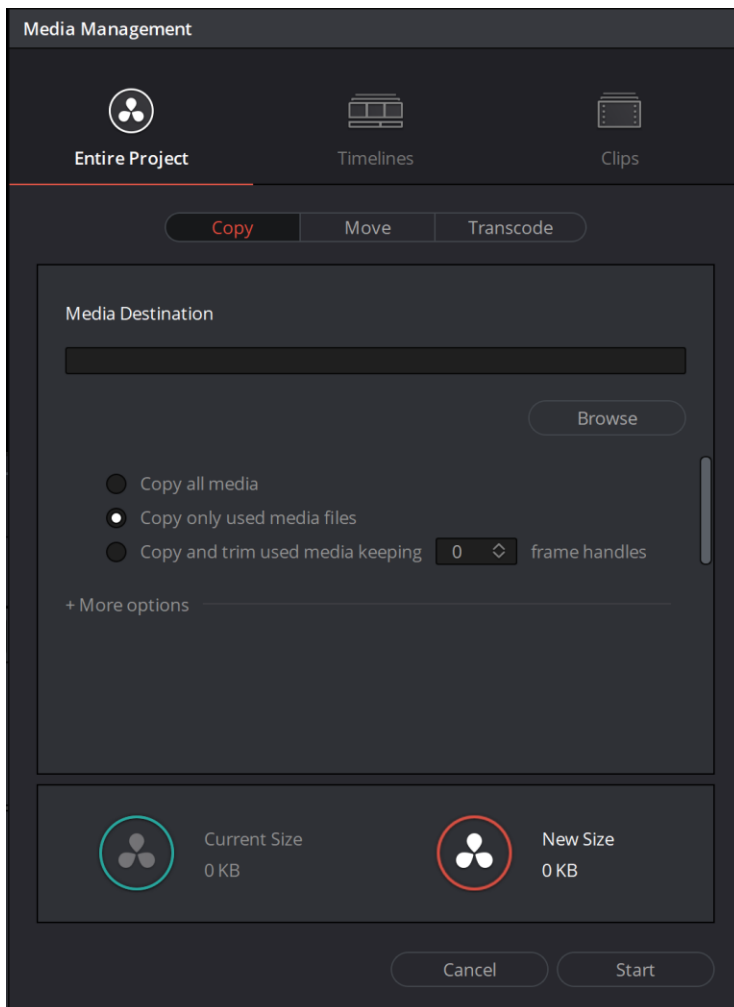 Media Management
Entire Project
Timelines
Clips
Copy
Move
Transcode
Media Destination
Browse
Copy all media
Copy only used media files
Copy and trim used media keeping 0 frame handles
+ More options
Current Size
0 KB
New Size
0 KB
Cancel
Start